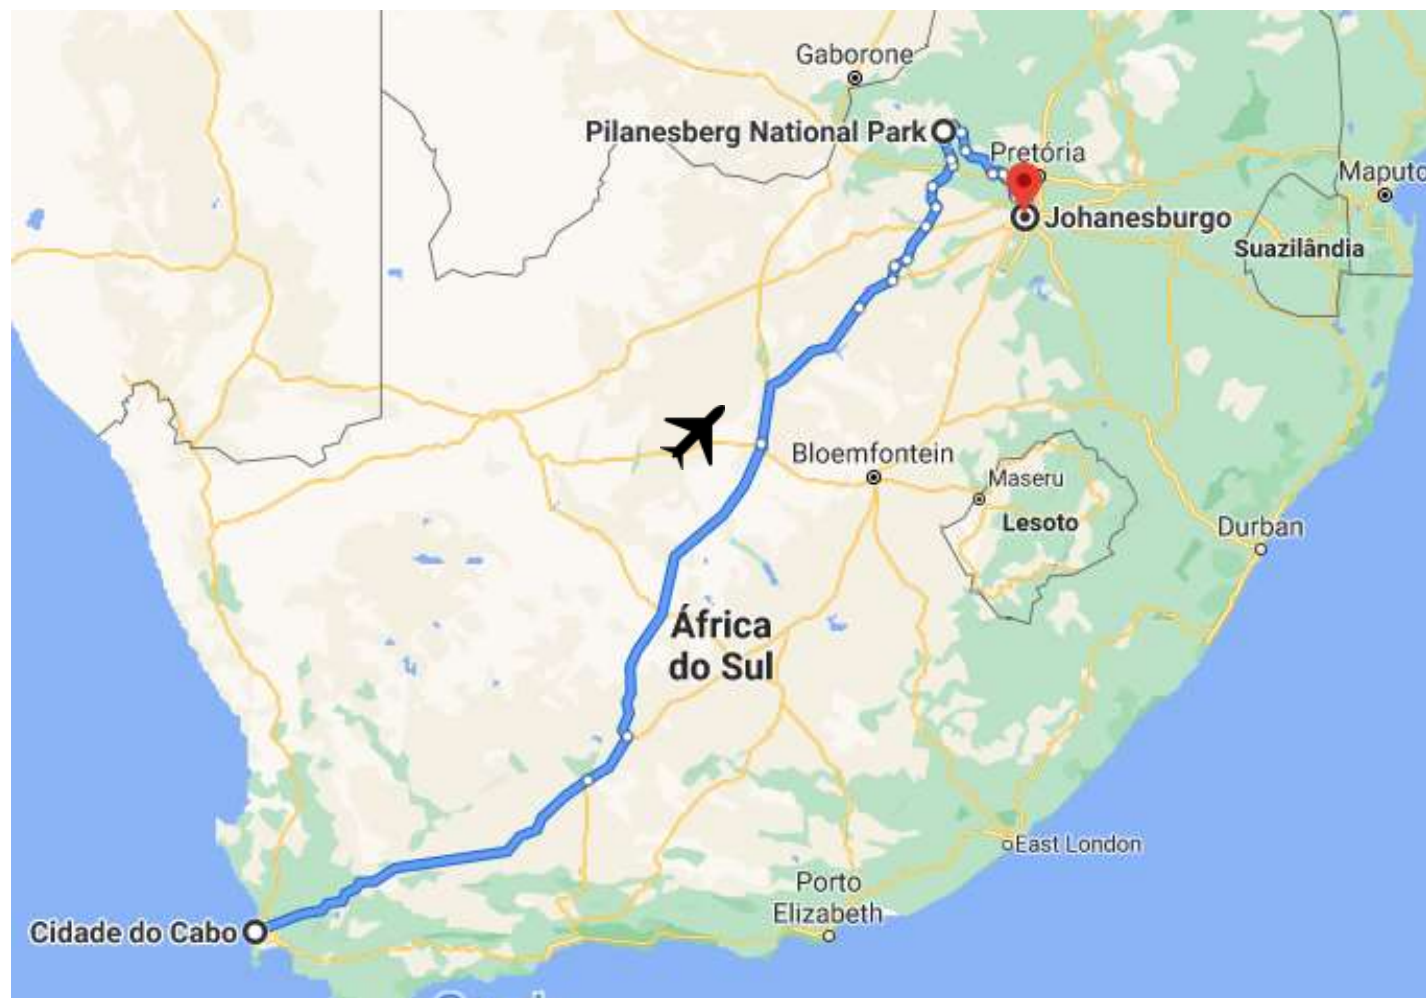 Gaborone
Pilanesberg National Park
Pretória
Maputo
Johanesburgo
Suazilândia
Bloemfontein
Maseru
Lesoto
Durban
África
do Sul
East London
Porto
Elizabeth
Cidade do Cabo